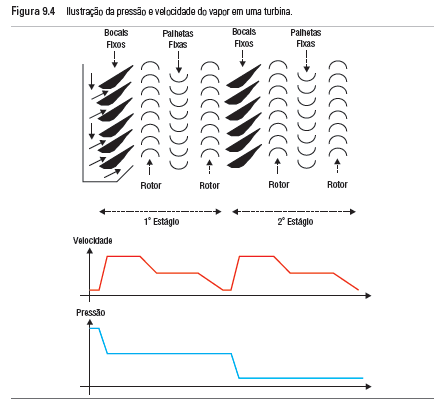 Figura 9.4 Ilustração da pressão e velocidade do vapor em uma turbina.
Bocais Fixos
Palhetas Fixas
Bocais Fixos
Palhetas Fixas
Rotor Rotor Rotor Rotor
1° Estágio 2° Estágio
Velocidade
Pressão